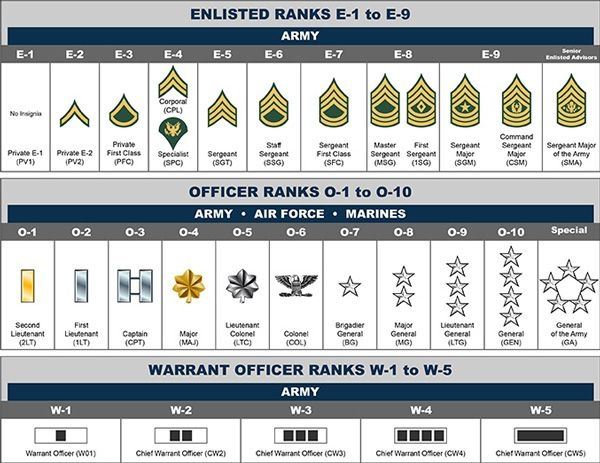 ENLISTED RANKS E-1 to E-9
ARMY
E-1 E-2 E-3 E-4 E-5 E-6 E-7 E-8 E-9 Senior
Enlisted Advisors
No Insignia
Private E-1
(PV1)
Private E-2
(PV2)
Private
First Class
(PFC)
Corporal
(CPL)
Specialist
(SPC)
Sergeant
(SGT)
Staff
Sergeant
(SSG)
Sergeant
First Class
(SFC)
Master
Sergeant
(MSG)
First
Sergeant
(1SG)
Sergeant
Major
(SGM)
Command
Sergeant
Major
(CSM)
Sergeant Major
of the Army
(SMA)
OFFICER RANKS O-1 to O-10
ARMY • AIR FORCE • MARINES
O-1 O-2 O-3 O-4 O-5 O-6 O-7 O-8 O-9 O-10 Special
Second
Lieutenant
(2LT)
First
Lieutenant
(1LT)
Captain
(CPT)
Major
(MAJ)
Lieutenant
Colonel
(LTC)
Colonel
(COL)
Brigadier
General
(BG)
Major
General
(MG)
Lieutenant
General
(LTG)
General
(GEN)
General
of the Army
(GA)
WARRANT OFFICER RANKS W-1 to W-5
ARMY
W-1 W-2 W-3 W-4 W-5
Warrant Officer (W01)
Chief Warrant Officer (CW2)
Chief Warrant Officer (CW3)
Chief Warrant Officer (CW4)
Chief Warrant Officer (CW5)